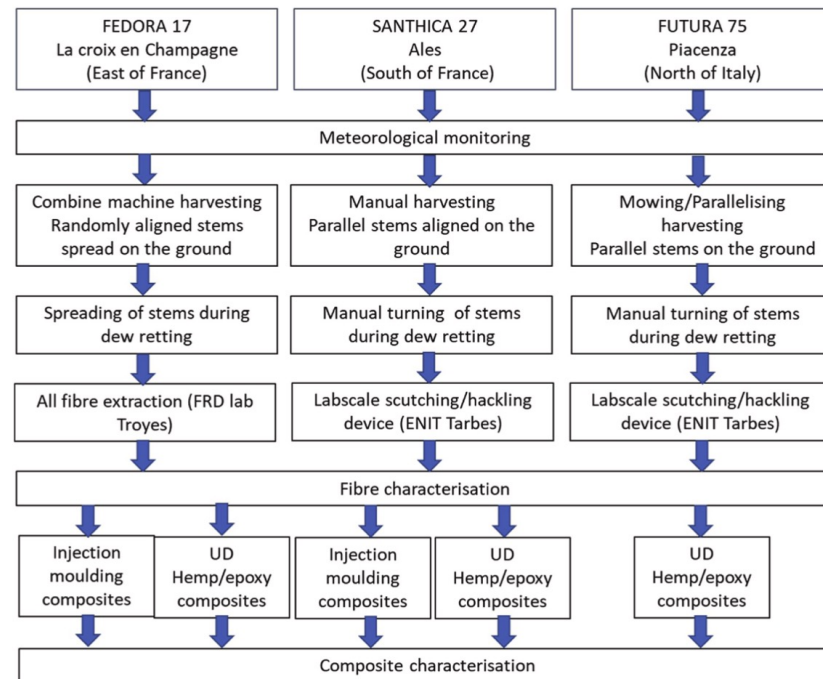 FEDORA 17
La croix en Champagne
(East of France)
SANTHICA 27
Ales
(South of France)
FUTURA 75
Piacenza
(North of Italy)
Meteorological monitoring
Combine machine harvesting
Randomly aligned stems
spread on the ground
Manual harvesting
Parallel stems aligned on the
ground
Mowing/Parallelising
harvesting
Parallel stems on the ground
Spreading of stems during
dew retting
Manual turning of stems
during dew retting
Manual turning of stems
during dew retting
All fibre extraction (FRD lab
Troyes)
Labscale scutching/hackling
device (ENIT Tarbes)
Labscale scutching/hackling
device (ENIT Tarbes)
Fibre characterisation
Injection
moulding
composites
UD
Hemp/epoxy
composites
Injection
moulding
composites
UD
Hemp/epoxy
composites
UD
Hemp/epoxy
composites
Composite characterisation